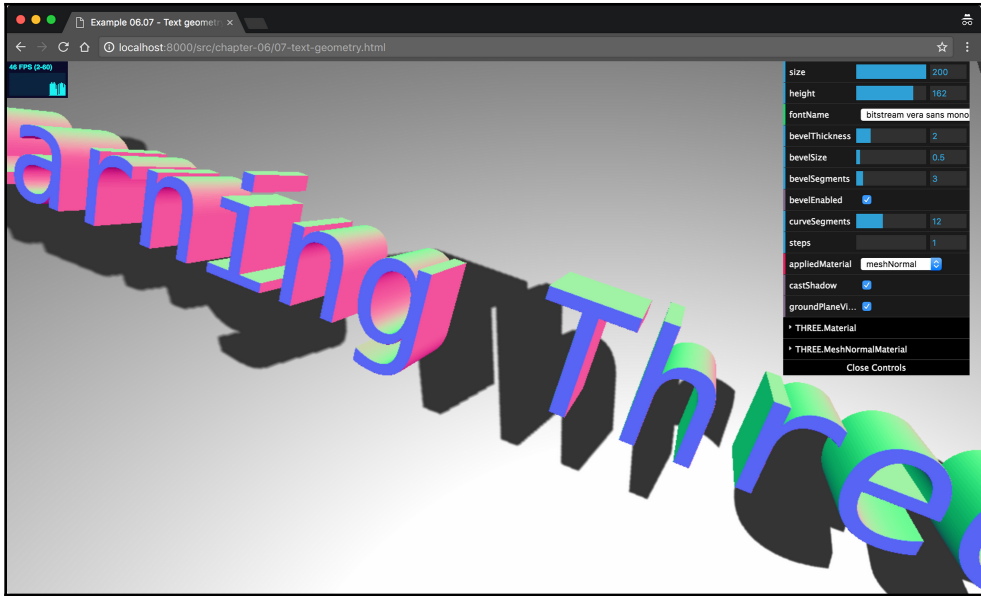 Example 06.07 - Text geometr
localhost:8000/src/chapter-06/07-text-geometry.html
46 FPS (2-60)
size 200
height 162
fontName bitstream vera sans mono
bevelThickness 2
bevelSize 0.5
bevelSegments 3
bevelEnabled
curveSegments 12
steps 1
appliedMaterial meshNormal
castShadow
groundPlaneVi...
THREE.Material
THREE.MeshNormalMaterial
Close Controls
arning Thre